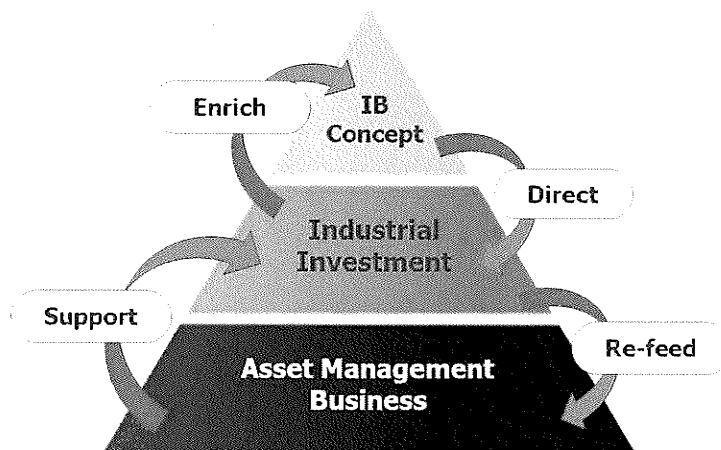 Enrich
IB
Concept
Direct
Industrial
Investment
Support
Re-feed
Asset Management
Business